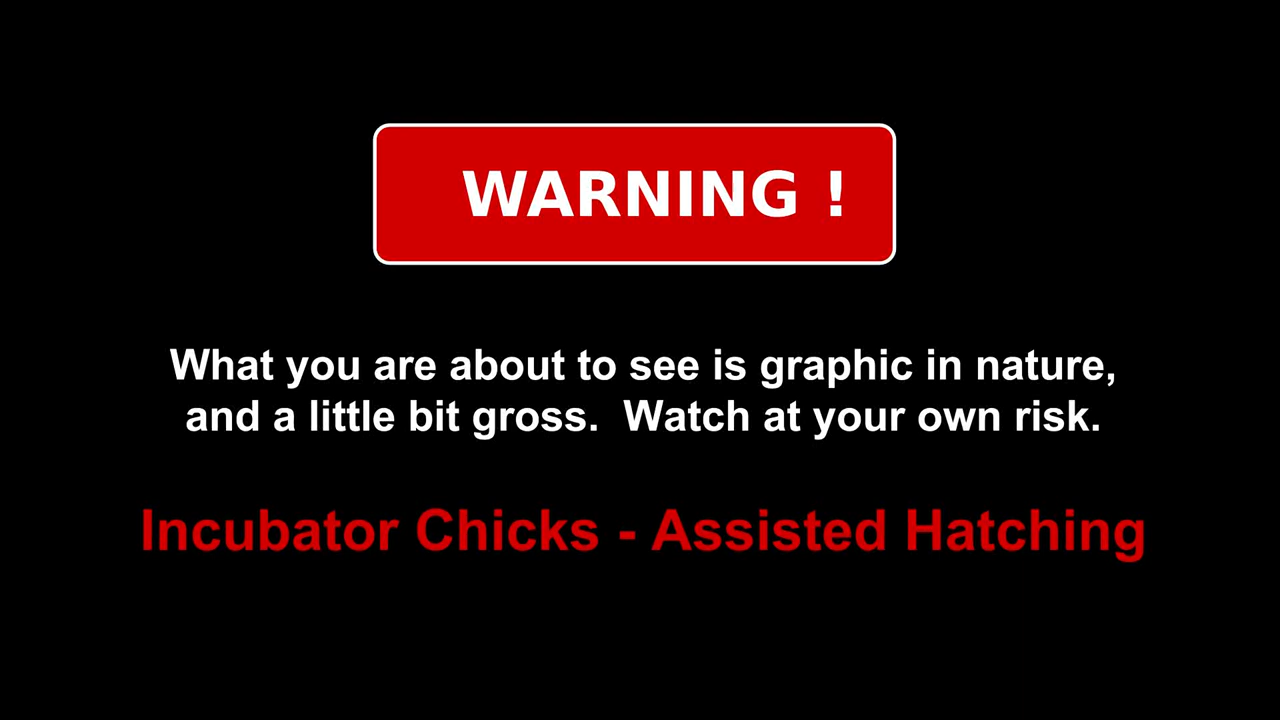 WARNING !
What you are about to see is graphic in nature,
and a little bit gross.  Watch at your own risk.
Incubator Chicks - Assisted Hatching